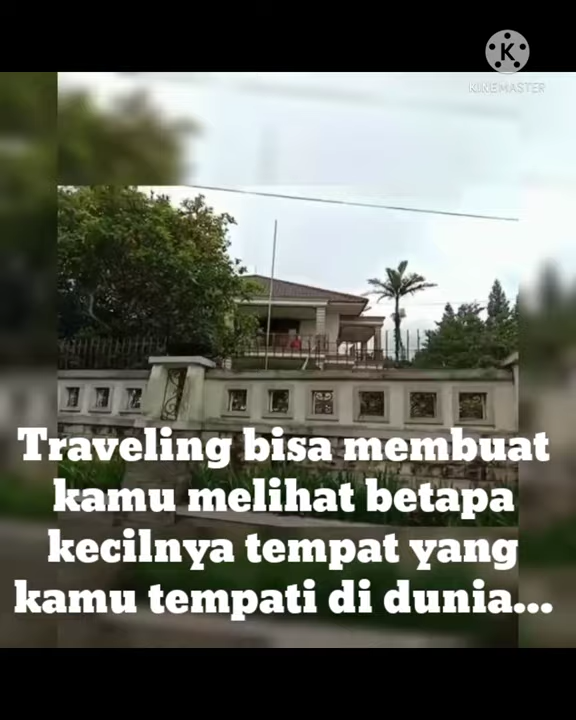 K
KINEMASTER
Traveling bisa membuat
kamu melihat betapa
kecilnya tempat yang
kamu tempati di dunia...